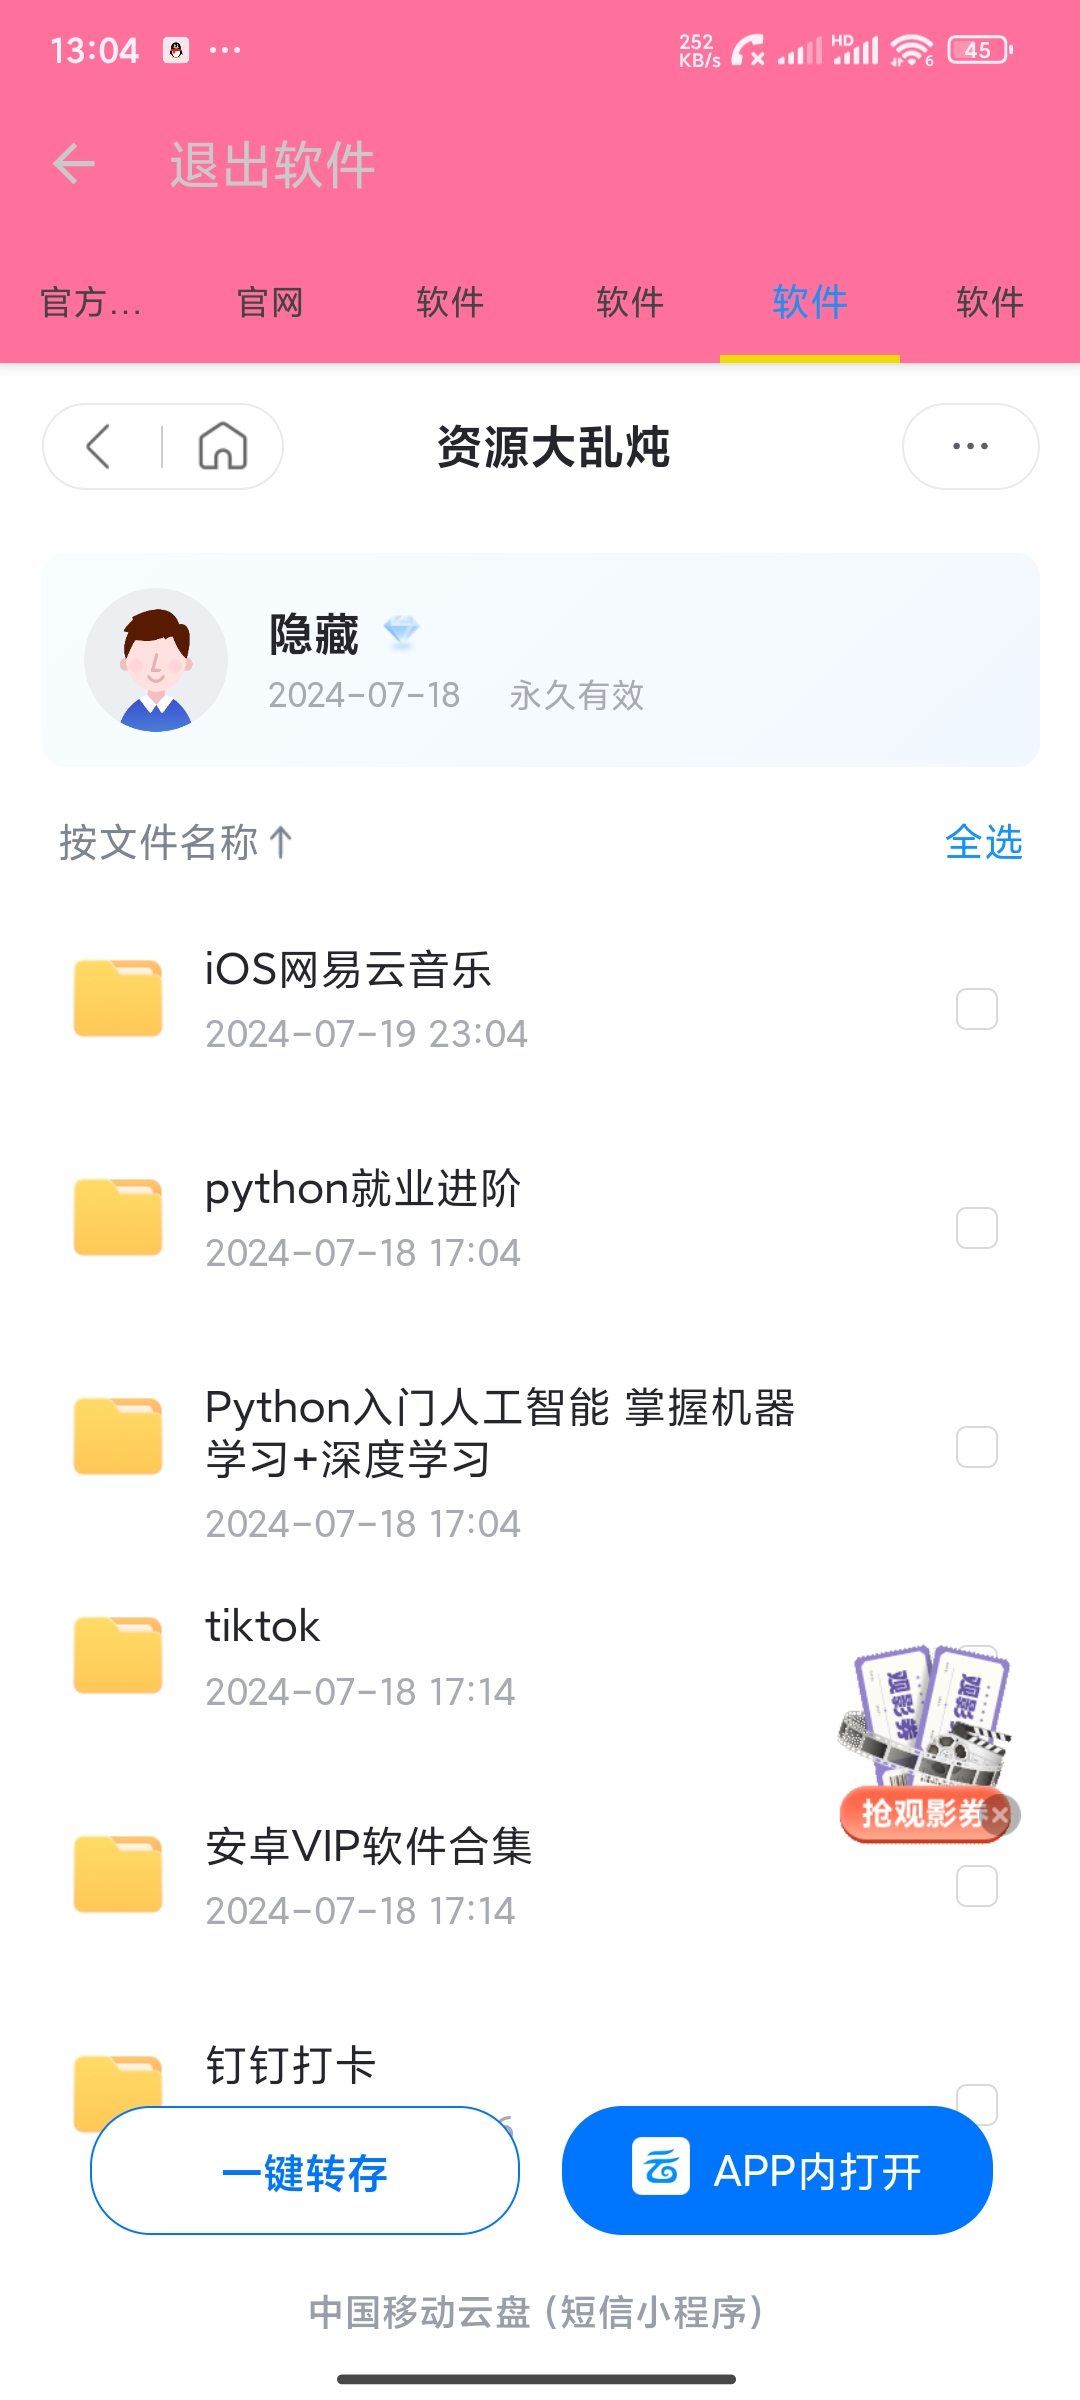 13:04
252
KB/s
HD
6
45
退出软件
官方... 官网 软件 软件 软件 软件
资源大乱炖
隐藏
2024-07-18 永久有效
按文件名称↑ 全选
iOS网易云音乐
2024-07-19 23:04
python就业进阶
2024-07-18 17:04
Python入门人工智能 掌握机器
学习+深度学习
2024-07-18 17:04
tiktok
2024-07-18 17:14
观影券
观影
抢观影券
安卓VIP软件合集
2024-07-18 17:14
钉钉打卡
一键转存
APP内打开
中国移动云盘 (短信小程序)